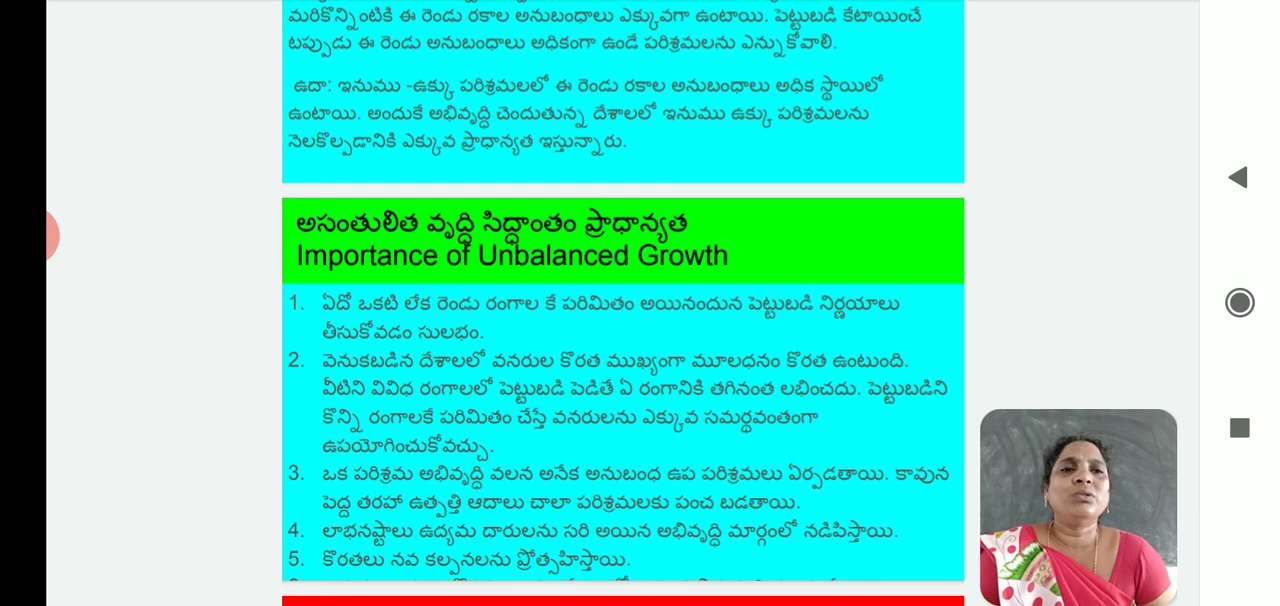 మరికొన్నింటికి ఈ రెండు రకాల అనుబంధాలు ఎక్కువగా ఉంటాయి. పెట్టుబడి కేటాయించే
టప్పుడు ఈ రెండు అనుబంధాలు అధికంగా ఉండే పరిశ్రమలను ఎన్నుకోవాలి.
ఉదా: ఇనుము -ఉక్కు పరిశ్రమలలో ఈ రెండు రకాల అనుబంధాలు అధిక స్థాయిలో
ఉంటాయి. అందుకే అభివృద్ధి చెందుతున్న దేశాలలో ఇనుము ఉక్కు పరిశ్రమలను
నెలకొల్పడానికి ఎక్కువ ప్రాధాన్యత ఇస్తున్నారు.
అసంతులిత వృద్ధి సిద్ధాంతం ప్రాధాన్యత
Importance of Unbalanced Growth
1. ఏదో ఒకటి లేక రెండు రంగాల కే పరిమితం అయినందున పెట్టుబడి నిర్ణయాలు
తీసుకోవడం సులభం.
2. వెనుకబడిన దేశాలలో వనరుల కొరత ముఖ్యంగా మూలధనం కొరత ఉంటుంది.
వీటిని వివిధ రంగాలలో పెట్టుబడి పెడితే ఏ రంగానికి తగినంత లభించదు. పెట్టుబడిని
కొన్ని రంగాలకే పరిమితం చేస్తే వనరులను ఎక్కువ సమర్థవంతంగా
ఉపయోగించుకోవచ్చు.
3. ఒక పరిశ్రమ అభివృద్ధి వలన అనేక అనుబంధ ఉప పరిశ్రమలు ఏర్పడతాయి. కావున
పెద్ద తరహా ఉత్పత్తి ఆదాలు చాలా పరిశ్రమలకు పంచ బడతాయి.
4. లాభనష్టాలు ఉద్యమ దారులను సరి అయిన అభివృద్ధి మార్గంలో నడిపిస్తాయి.
5. కొరతలు నవ కల్పనలను ప్రోత్సహిస్తాయి.